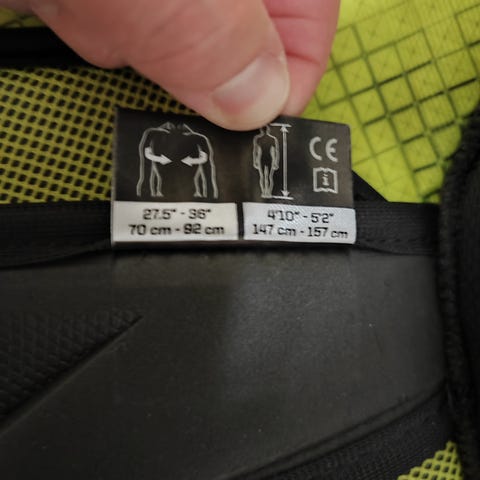 CE
27.5" - 36"
70 cm - 92 cm
4'10" - 5'2"
147 cm - 157 cm